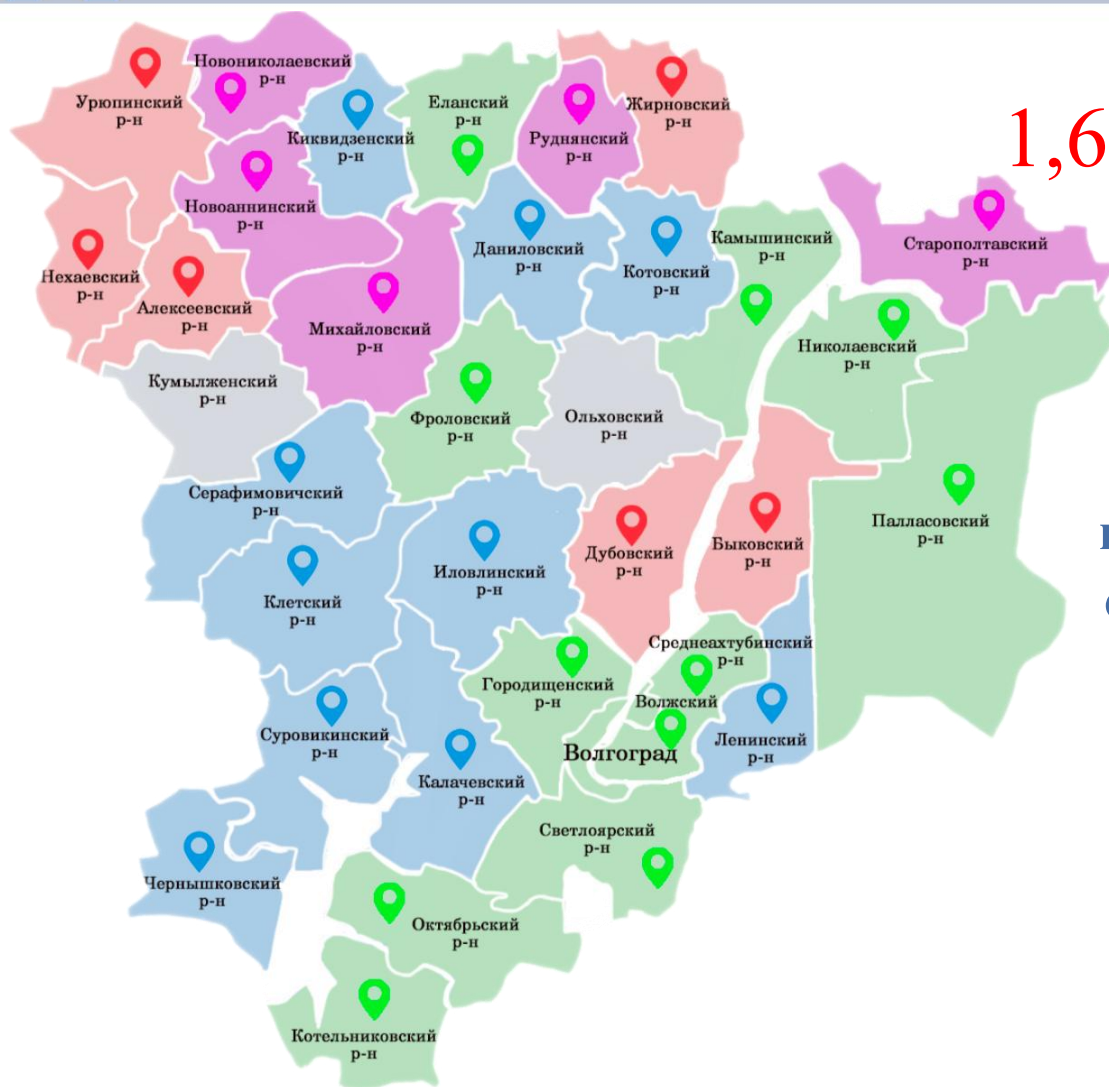 Новониколаевский
р-н
Урюпинский
р-н
Киквидзенский
р-н
Еланский
р-н
Руднянский
р-н
Жирновский
р-н
1,6
Новоаннинский
р-н
Нехаевский
р-н
Алексеевский
р-н
Михайловский
р-н
Даниловский
р-н
Котовский
р-н
Камышинский
р-н
Старополтавский
р-н
Николаевский
р-н
Кумылженский
р-н
Фроловский
р-н
Ольховский
р-н
Серафимовичский
р-н
Палласовский
р-н
Клетский
р-н
Иловлинский
р-н
Дубовский
р-н
Быковский
р-н
Среднеахтубинский
р-н
Городищенский
р-н
Волжский
Суровикинский
р-н
Калачевский
р-н
Волгоград
Ленинский
р-н
Светлоярский
р-н
Чернышковский
р-н
Октябрьский
р-н
Котельниковский
р-н